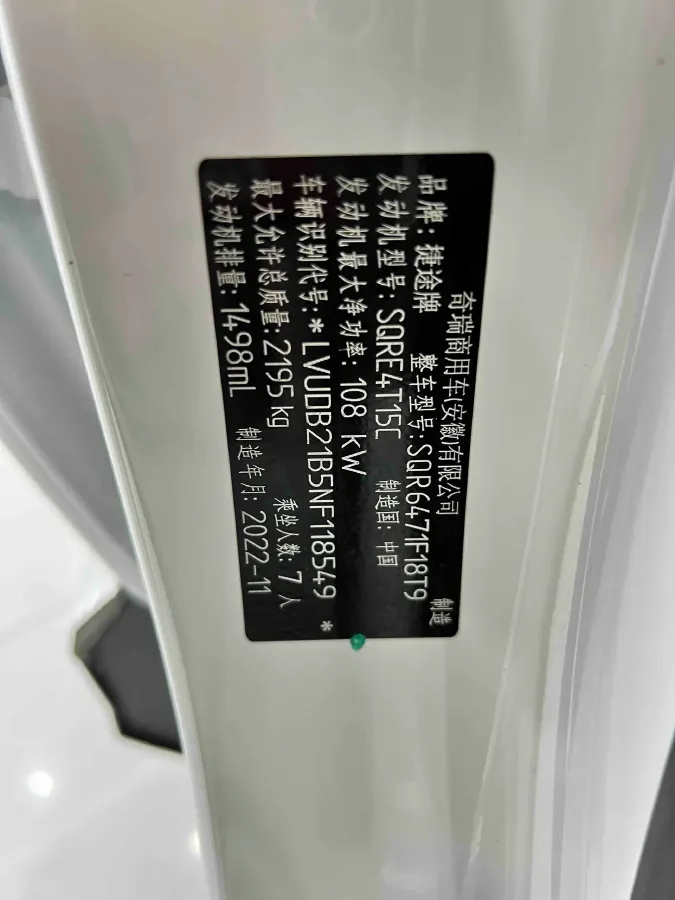 奇瑞商用车(安徽)有限公司 制造
品牌: 捷途牌 整车型号: SQR6471F18T9
发动机型号: SQRE4T15C 制造国: 中国
发动机最大净功率: 108 kW
车辆识别代号: *LVUDB21B5NF118549*
最大允许总质量: 2195 kg 乘坐人数: 7 人
发动机排量: 1498mL 制造年月: 2022-11